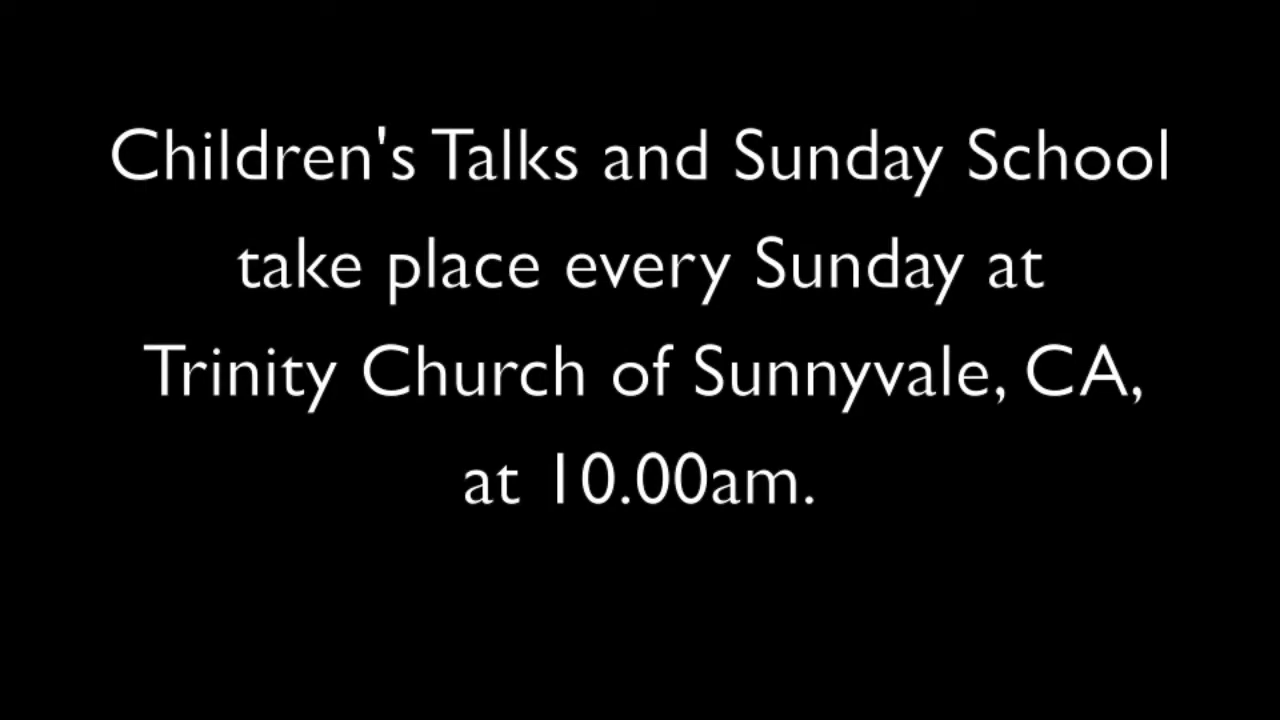 Children's Talks and Sunday School
take place every Sunday at
Trinity Church of Sunnyvale, CA,
at 10.00am.